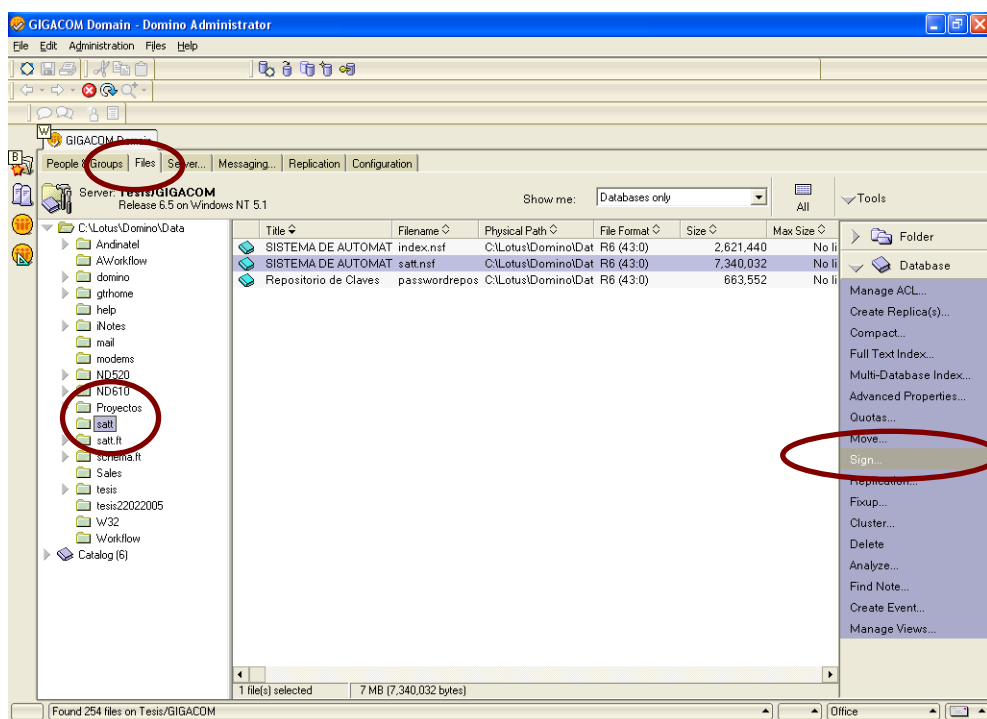 GIGACOM Domain - Domino Administrator
File Edit Administration Files Help
W
GIGACOM Domain
B
People & Groups Files Server... Messaging... Replication Configuration
Server: Tesis/GIGACOM
Release 6.5 on Windows NT 5.1
Show me: Databases only
All
Tools
C:\Lotus\Domino\Data
Andinatel
AWorkflow
domino
gtrhome
help
iNotes
mail
modems
ND520
ND610
Proyectos
satt
satt.ft
schema.ft
Sales
tesis
tesis22022005
W32
Workflow
Catalog (6)
Title Filename Physical Path File Format Size Max Size
SISTEMA DE AUTOMAT index.nsf C:\Lotus\Domino\Dat R6 (43:0) 2,621,440 No li
SISTEMA DE AUTOMAT satt.nsf C:\Lotus\Domino\Dat R6 (43:0) 7,340,032 No li
Repositorio de Claves passwordrepos C:\Lotus\Domino\Dat R6 (43:0) 663,552 No li
Folder
Database
Manage ACL...
Create Replica(s)...
Compact...
Full Text Index...
Multi-Database Index...
Advanced Properties...
Quotas...
Move...
Sign...
Replication...
Fixup...
Cluster...
Delete
Analyze...
Find Note...
Create Event...
Manage Views...
1 file(s) selected 7 MB (7,340,032 bytes)
Found 254 files on Tesis/GIGACOM
Office